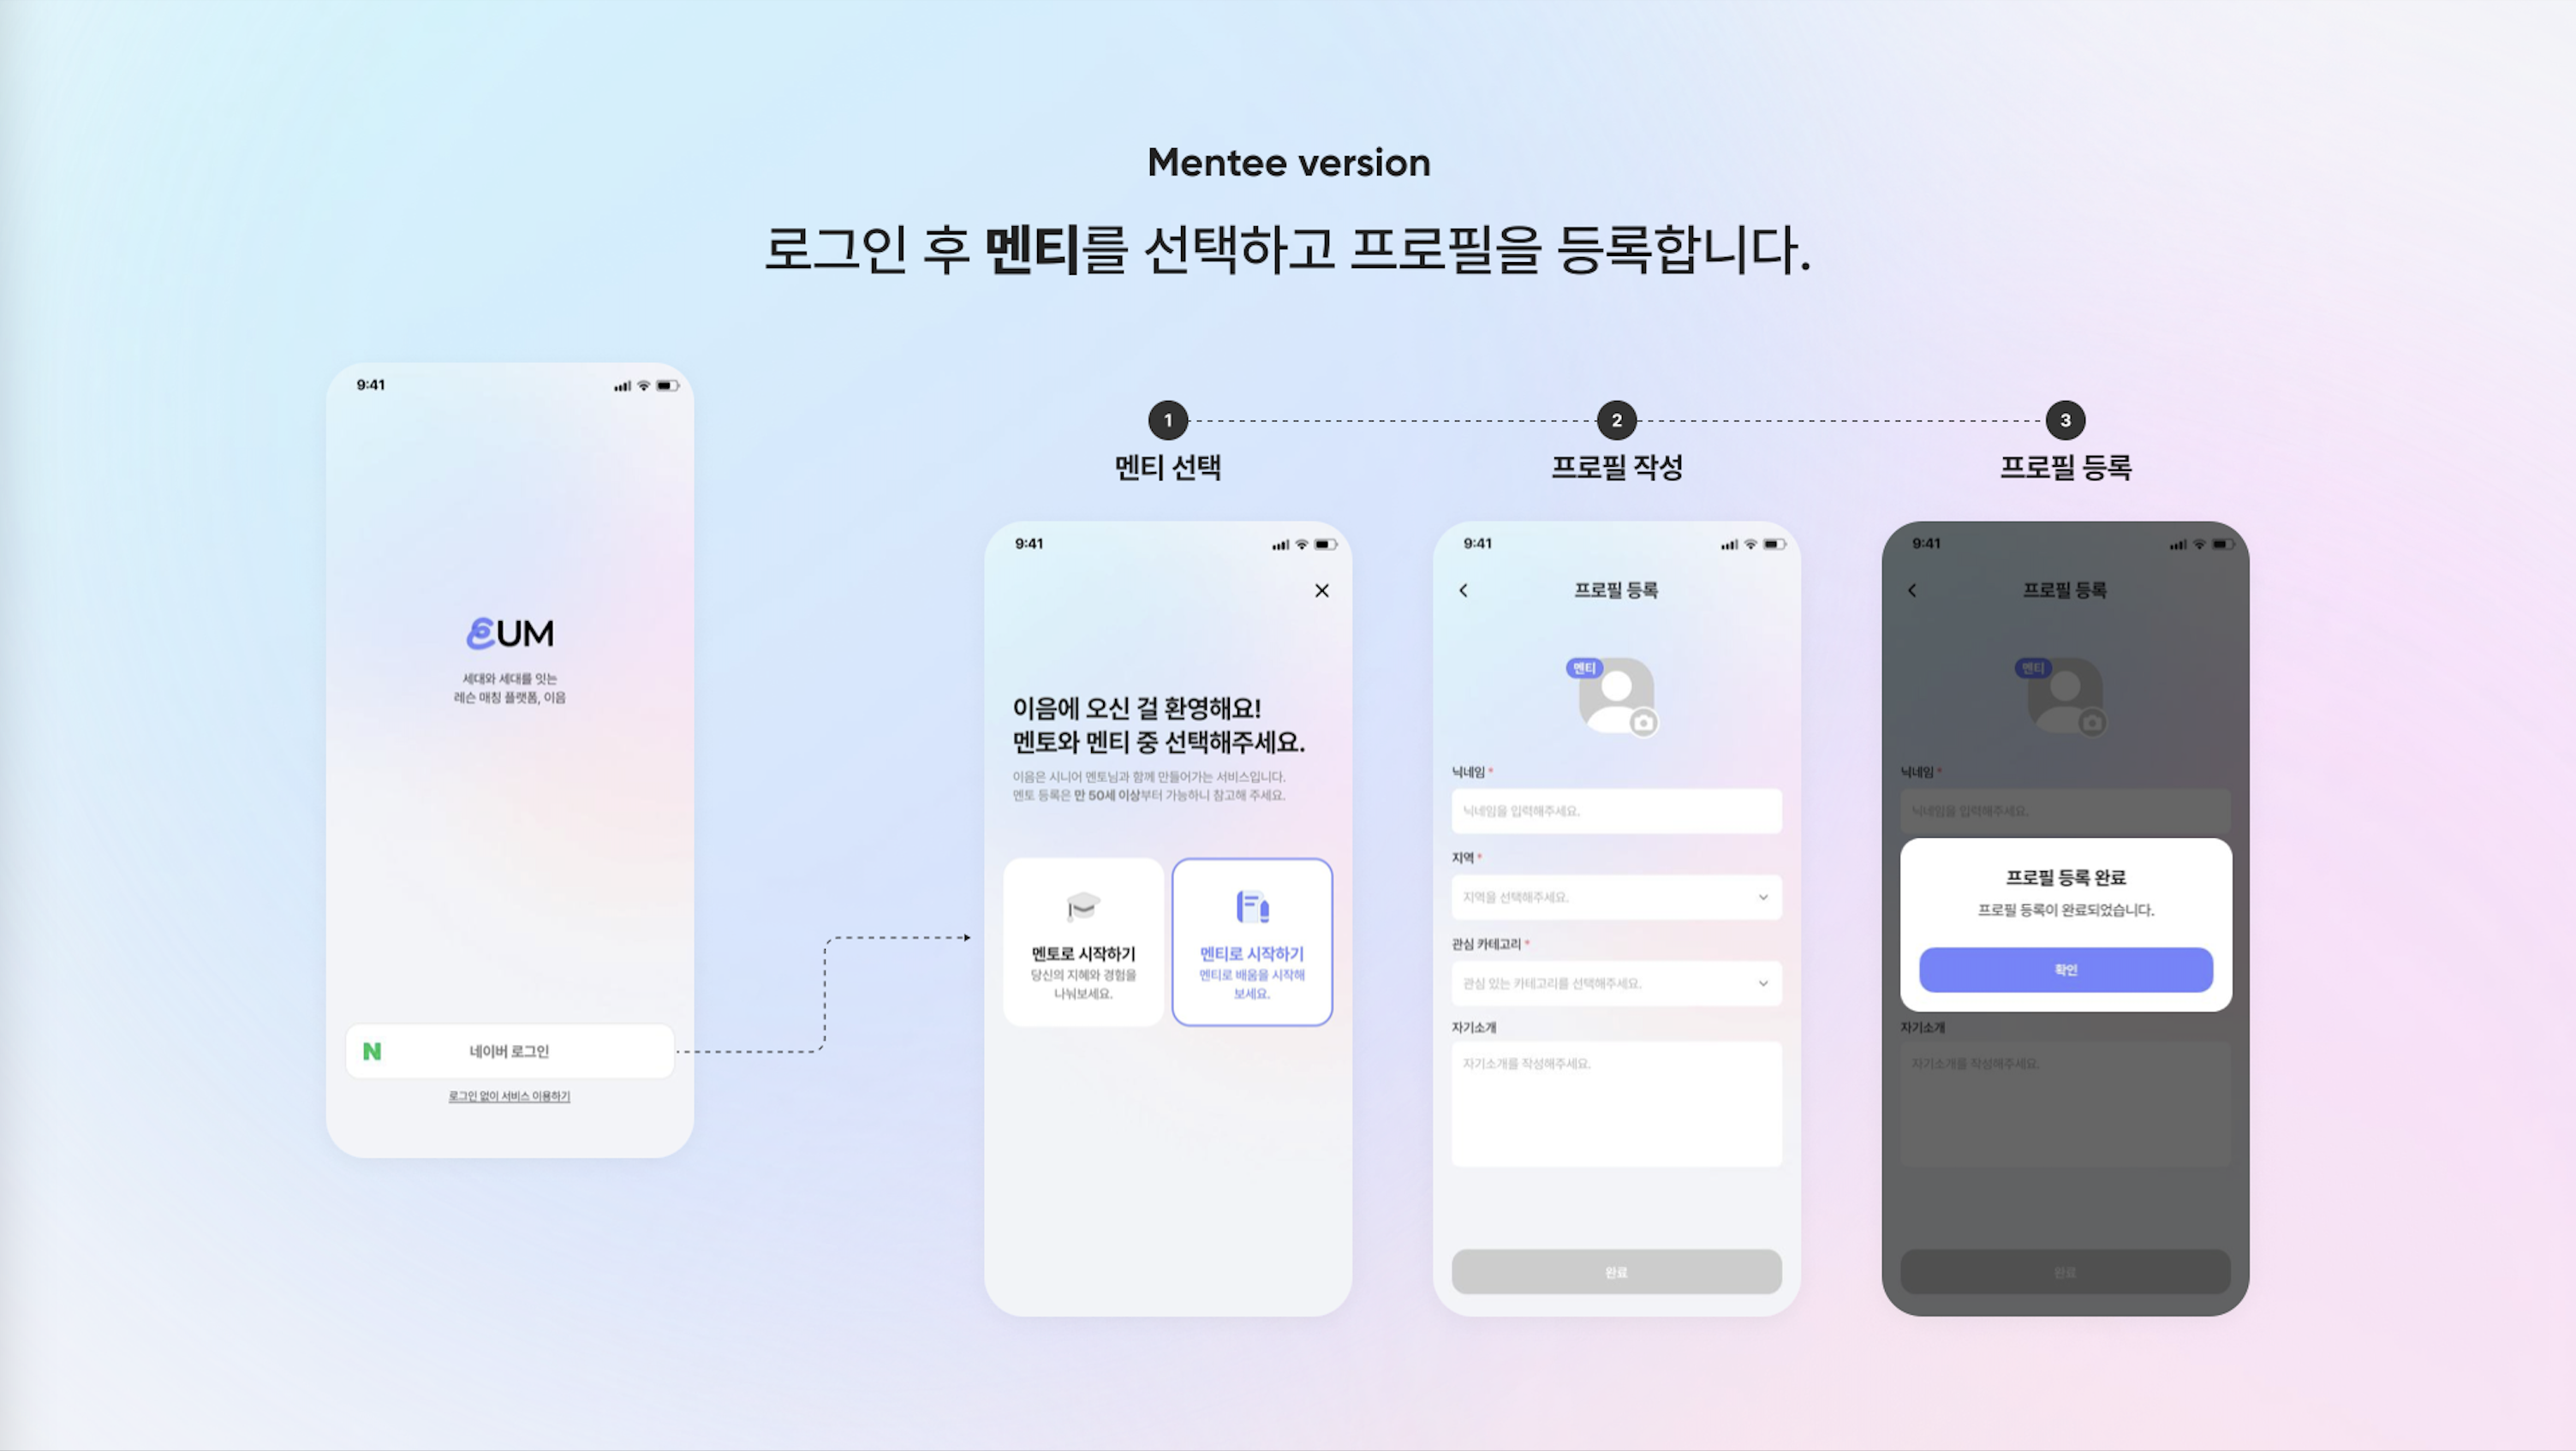 Mentee version
로그인 후 멘티를 선택하고 프로필을 등록합니다.
9:41
EUM
세대와 세대를 잇는
레슨 매칭 플랫폼, 이음
N 네이버 로그인
로그인 없이 서비스 이용하기
1
멘티 선택
9:41
이음에 오신 걸 환영해요!
멘토와 멘티 중 선택해주세요.
이음은 시니어 멘토님과 함께 만들어가는 서비스입니다.
멘토 등록은 만 50세 이상부터 가능하니 참고해 주세요.
멘토로 시작하기
당신의 지혜와 경험을
나눠보세요.
멘티로 시작하기
멘티로 배움을 시작해
보세요.
2
프로필 작성
9:41
프로필 등록
멘티
닉네임 *
닉네임을 입력해주세요.
지역 *
지역을 선택해주세요.
관심 카테고리 *
관심 있는 카테고리를 선택해주세요.
자기소개
자기소개를 작성해주세요.
완료
3
프로필 등록
9:41
프로필 등록
멘티
닉네임 *
닉네임을 입력해주세요.
프로필 등록 완료
프로필 등록이 완료되었습니다.
확인
자기소개
자기소개를 작성해주세요.
완료